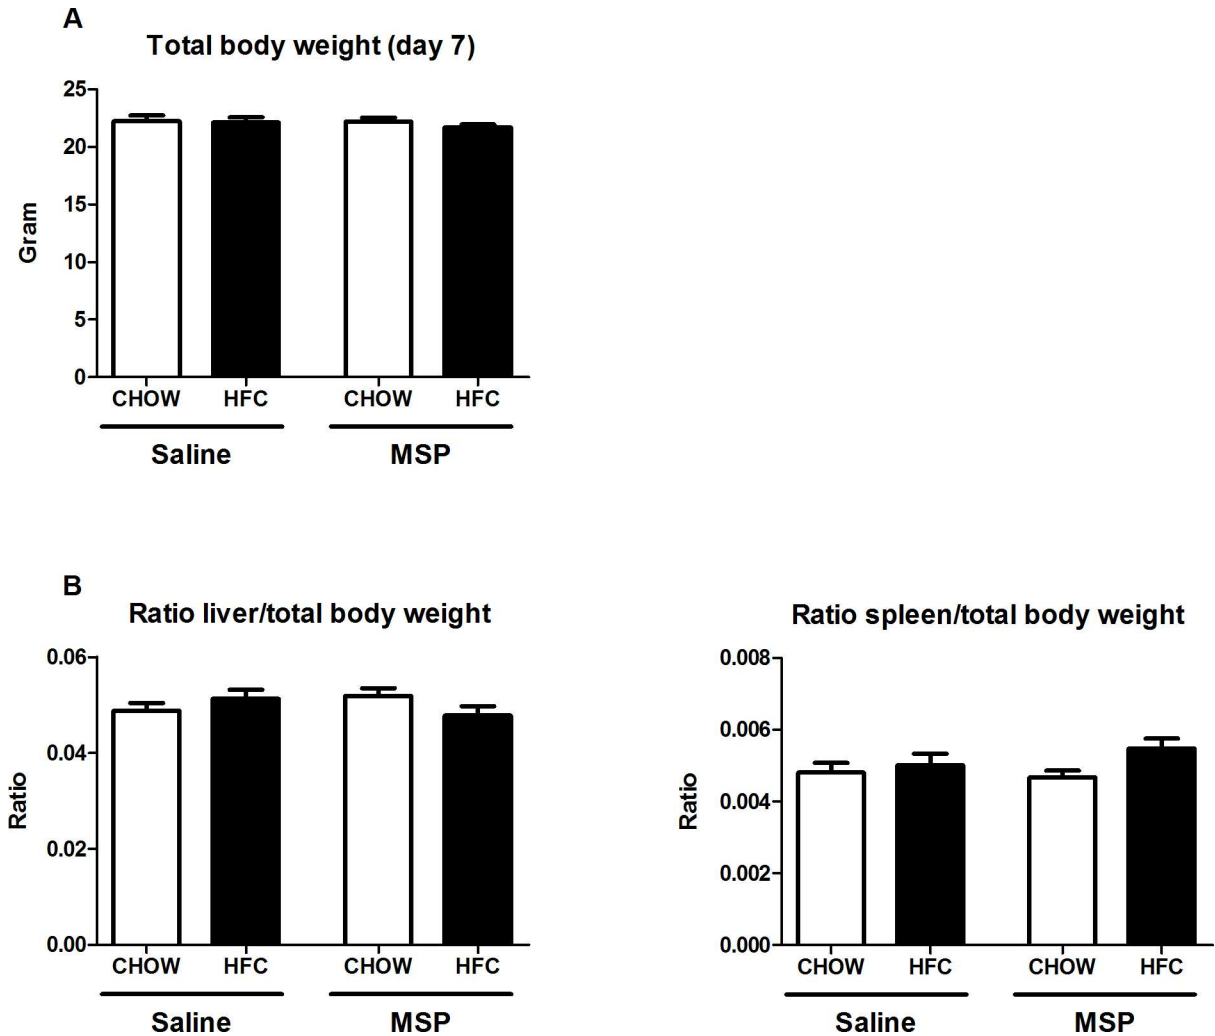 A
Total body weight (day 7)
25
20
15
10
5
0
Gram
CHOW HFC CHOW HFC
Saline MSP
B
Ratio liver/total body weight
0.06
0.04
0.02
0.00
Ratio
CHOW HFC CHOW HFC
Saline MSP
Ratio spleen/total body weight
0.008
0.006
0.004
0.002
0.000
Ratio
CHOW HFC CHOW HFC
Saline MSP